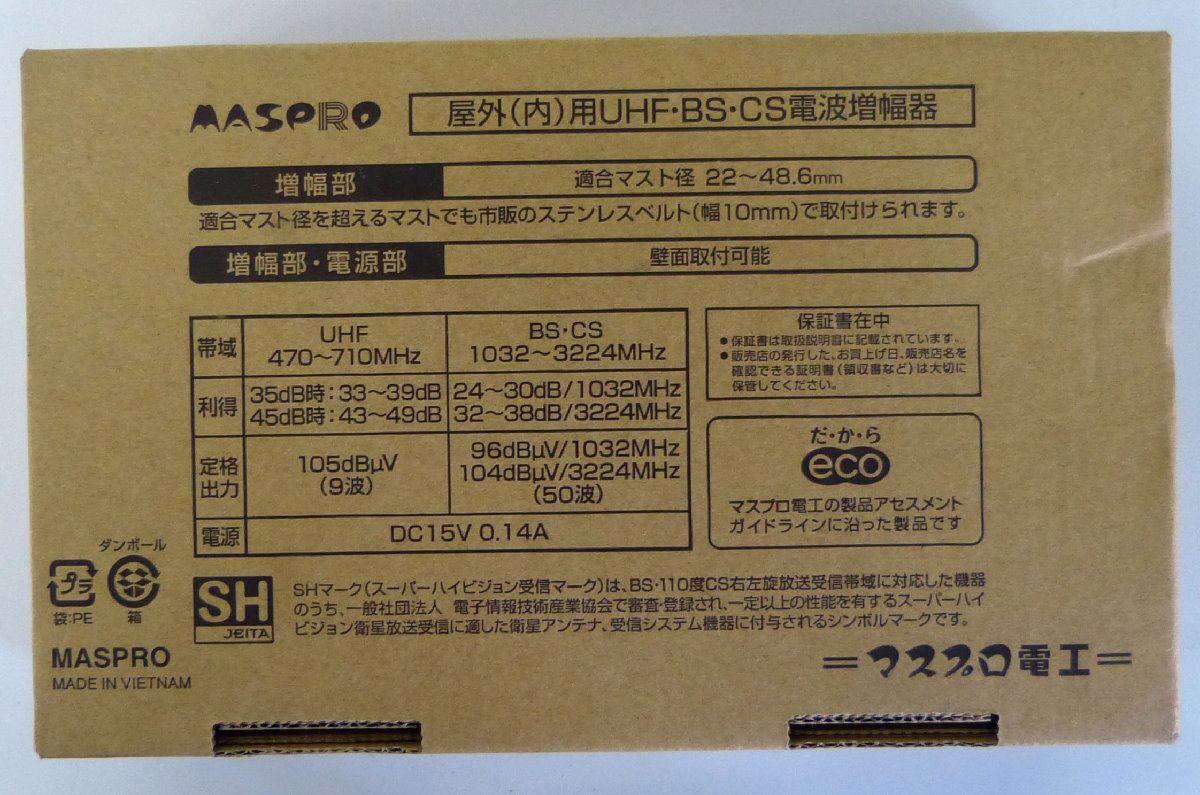 MASPRO
屋外(内)用UHF・BS・CS電波増幅器
増幅部 適合マスト径 22〜48.6mm
適合マスト径を超えるマストでも市販のステンレスベルト(幅10mm)で取付けられます。
増幅部・電源部 壁面取付可能
帯域 UHF 470〜710MHz BS・CS 1032〜3224MHz
利得 35dB時:33〜39dB 24〜30dB/1032MHz
45dB時:43〜49dB 32〜38dB/3224MHz
定格出力 105dBμV (9波) 96dBμV/1032MHz
104dBμV/3224MHz
(50波)
電源 DC15V 0.14A
保証書在中
●保証書は取扱説明書に記載されています。
●販売店の発行した、お買上げ日、販売店名を
確認できる証明書(領収書など)は大切に
保管してください。
だ・か・ら
eco
マスプロ電工の製品アセスメント
ガイドラインに沿った製品です
ダンボール
プラ
袋:PE 箱
SH
JEITA
SHマーク(スーパーハイビジョン受信マーク)は、BS・110度CS右左旋放送受信帯域に対応した機器
のうち、一般社団法人 電子情報技術産業協会で審査・登録され、一定以上の性能を有するスーパーハイ
ビジョン衛星放送受信に適した衛星アンテナ、受信システム機器に付与されるシンボルマークです。
MASPRO
MADE IN VIETNAM
=マスプロ電工=